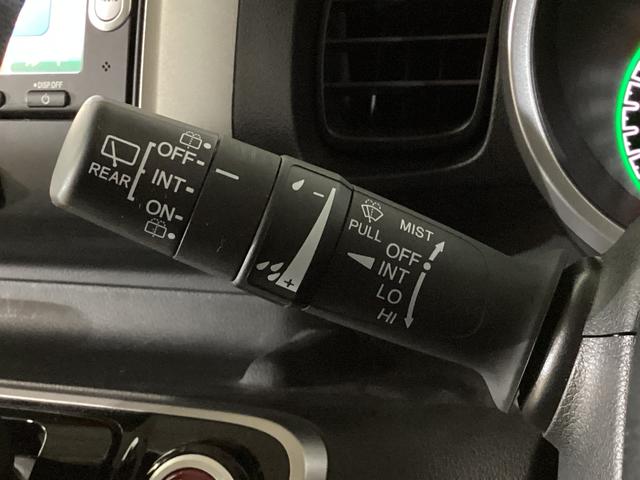 DISP OFF
REAR
OFF
INT
ON
− 
+
PULL
MIST
OFF
INT
LO
HI